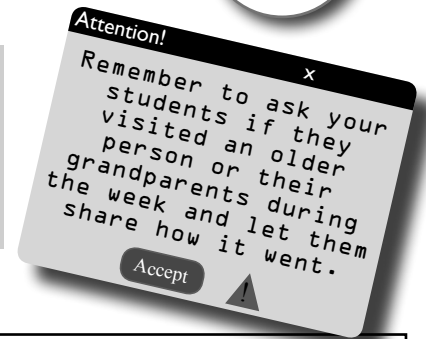 Attention!
x
Remember to ask your
students if they
visited an older
person or their
grandparents during
the week and let them
share how it went.
Accept
!